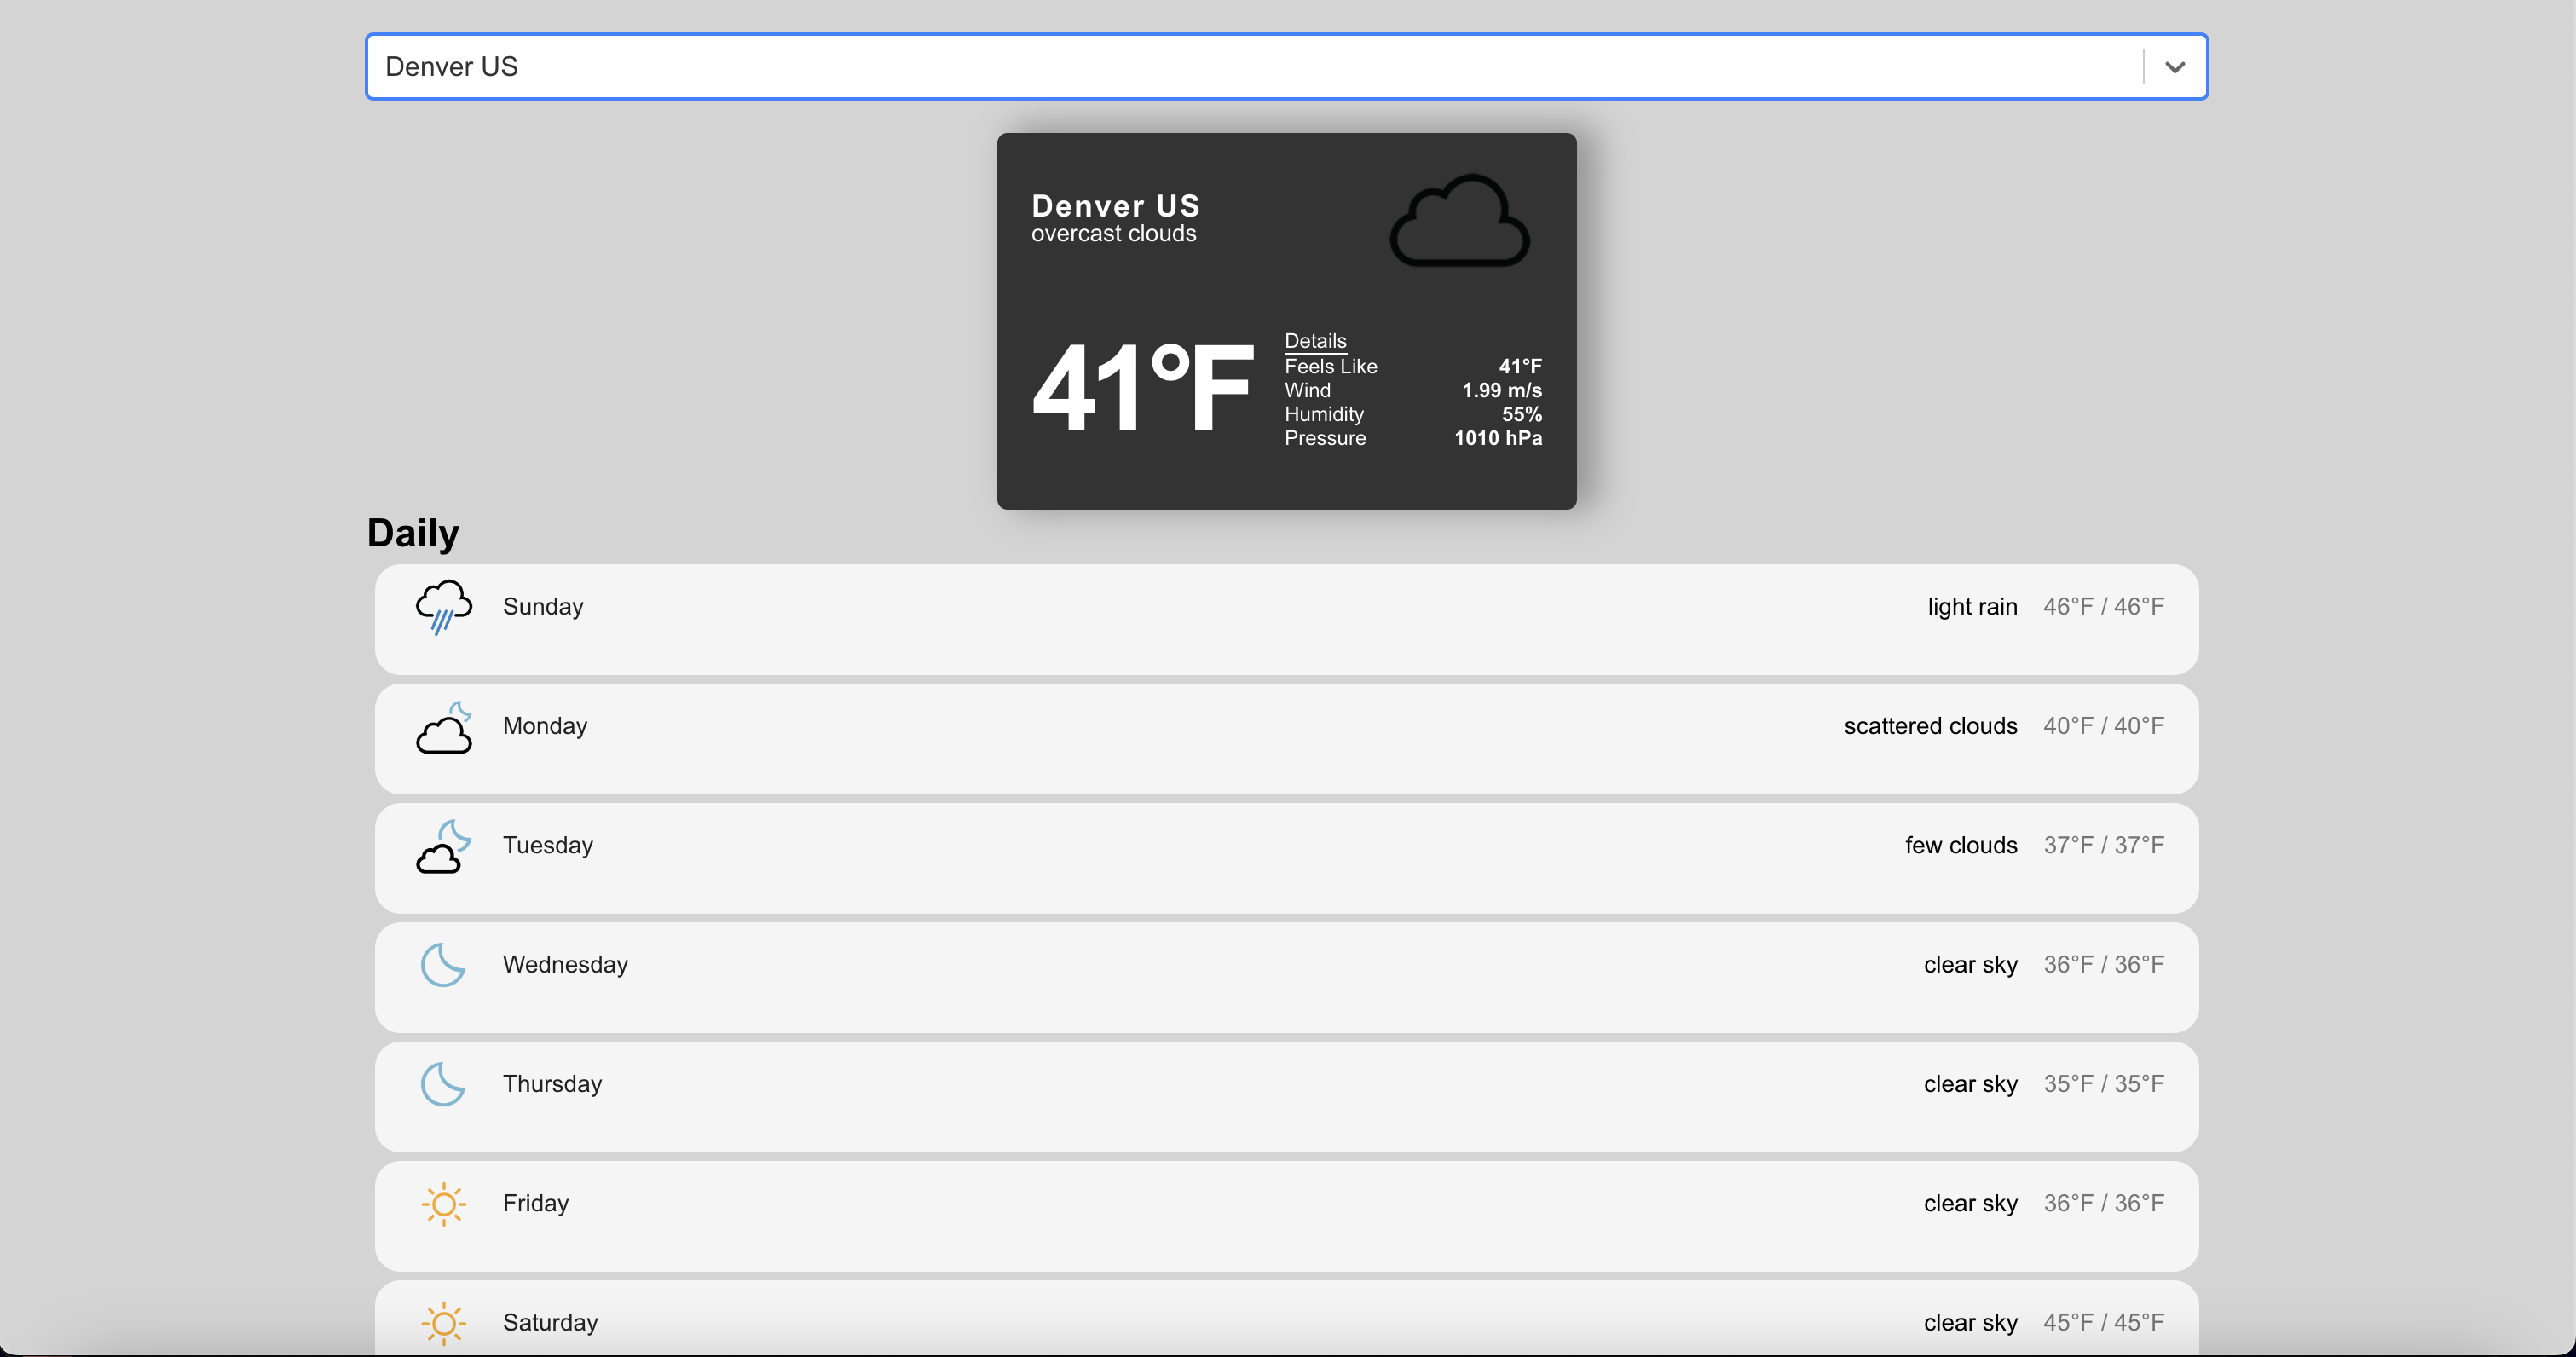 Denver US
Denver US
overcast clouds
41°F
Details
Feels Like 41°F
Wind 1.99 m/s
Humidity 55%
Pressure 1010 hPa
Daily
Sunday light rain 46°F / 46°F
Monday scattered clouds 40°F / 40°F
Tuesday few clouds 37°F / 37°F
Wednesday clear sky 36°F / 36°F
Thursday clear sky 35°F / 35°F
Friday clear sky 36°F / 36°F
Saturday clear sky 45°F / 45°F